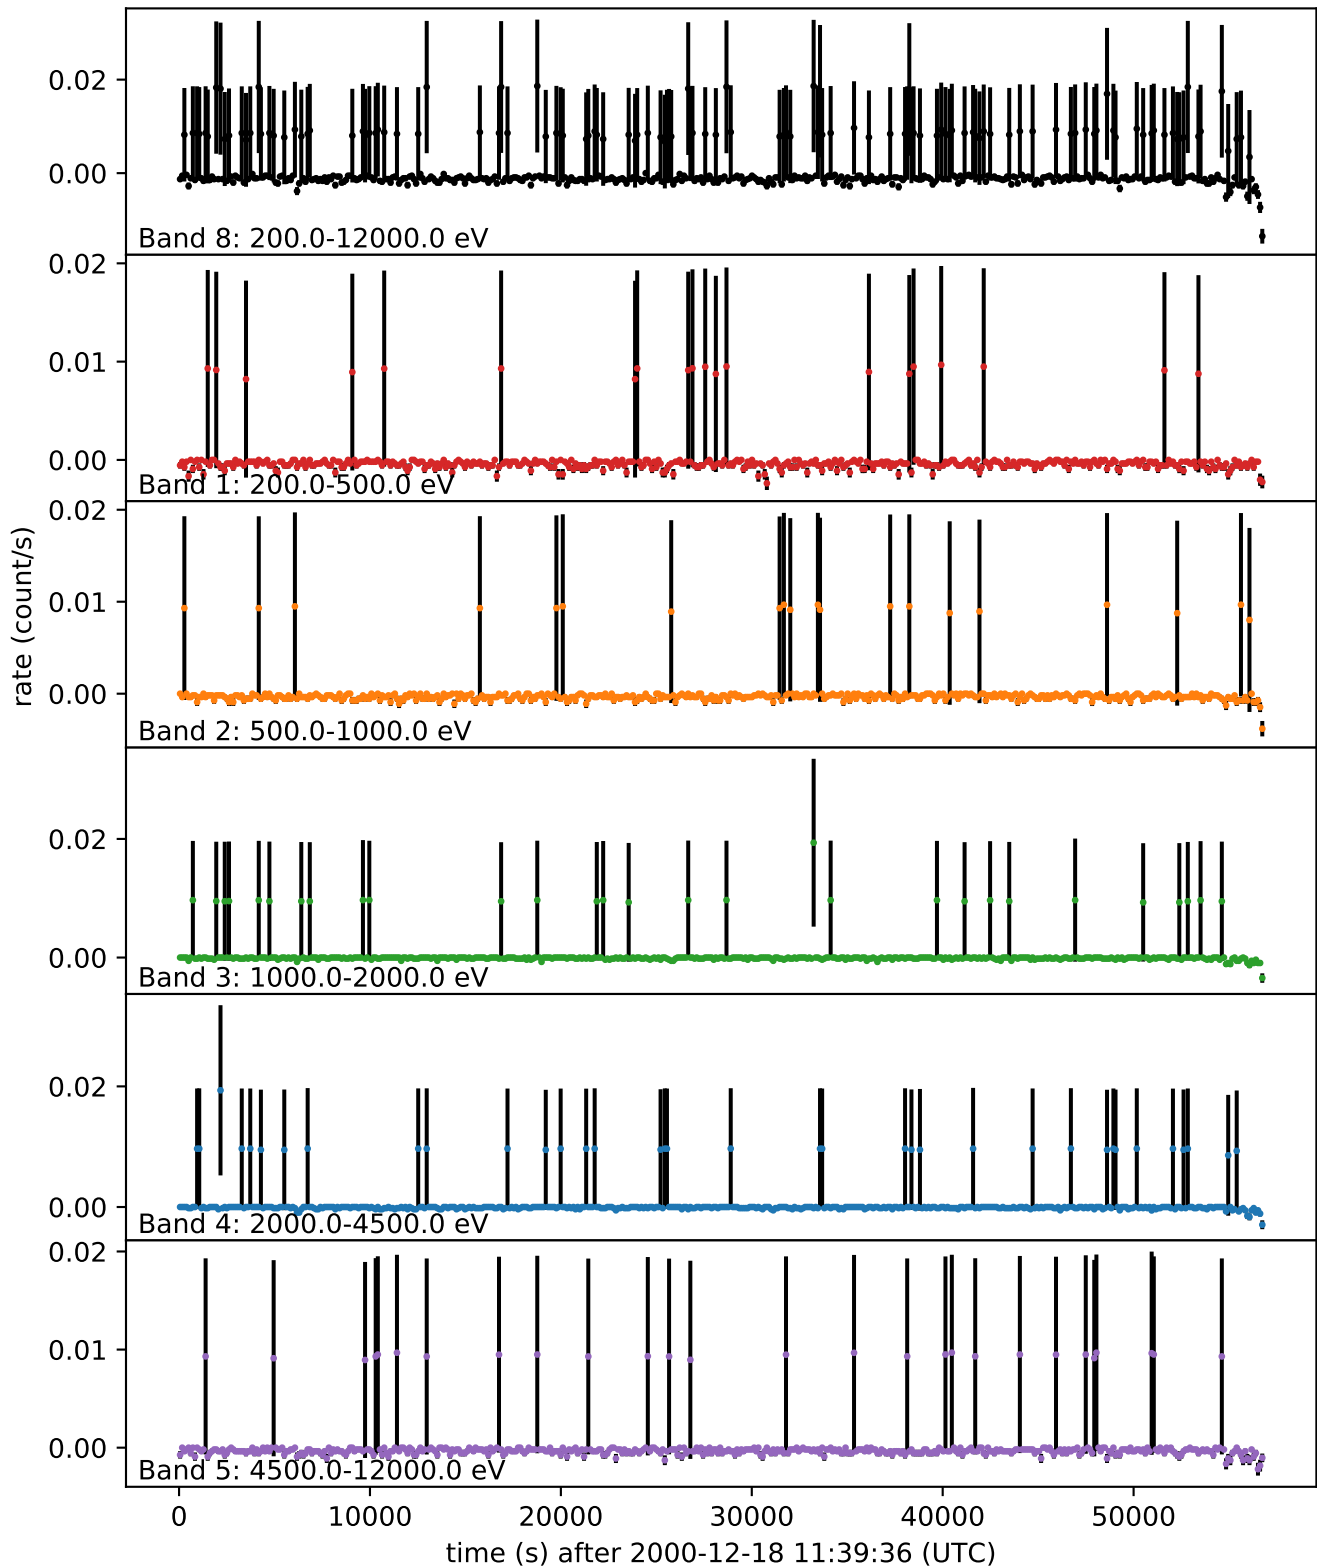 0.02
0.00
Band 8: 200.0-12000.0 eV
0.02
0.01
0.00
Band 1: 200.0-500.0 eV
0.02
0.01
0.00
Band 2: 500.0-1000.0 eV
rate (count/s)
0.02
0.00
Band 3: 1000.0-2000.0 eV
0.02
0.00
Band 4: 2000.0-4500.0 eV
0.02
0.01
0.00
Band 5: 4500.0-12000.0 eV
0 10000 20000 30000 40000 50000
time (s) after 2000-12-18 11:39:36 (UTC)